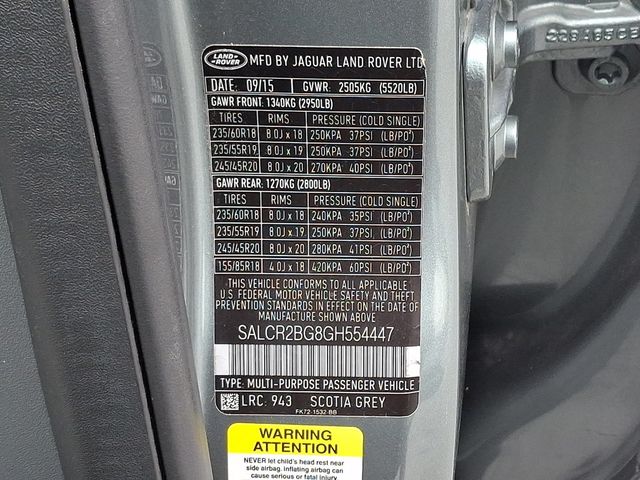 LAND ROVER MFD BY JAGUAR LAND ROVER LTD
DATE: 09/15 GVWR: 2505KG (5520LB)
GAWR FRONT: 1340KG (2950LB)
TIRES RIMS PRESSURE (COLD SINGLE)
235/60R18 8.0J x 18 250KPA 37PSI (LB/PO²)
235/55R19 8.0J x 19 250KPA 37PSI (LB/PO²)
245/45R20 8.0J x 20 270KPA 40PSI (LB/PO²)
GAWR REAR: 1270KG (2800LB)
TIRES RIMS PRESSURE (COLD SINGLE)
235/60R18 8.0J x 18 240KPA 35PSI (LB/PO²)
235/55R19 8.0J x 19 250KPA 37PSI (LB/PO²)
245/45R20 8.0J x 20 280KPA 41PSI (LB/PO²)
155/85R18 4.0J x 18 420KPA 60PSI (LB/PO²)
THIS VEHICLE CONFORMS TO ALL APPLICABLE
U.S. FEDERAL MOTOR VEHICLE SAFETY AND THEFT
PREVENTION STANDARDS IN EFFECT ON THE DATE OF
MANUFACTURE SHOWN ABOVE
SALCR2BG8GH554447
TYPE: MULTI-PURPOSE PASSENGER VEHICLE
LRC. 943 SCOTIA GREY
FK72-1532-BB
WARNING
ATTENTION
NEVER let child's head rest near
side airbag. Inflating airbag can
cause serious or fatal injury.